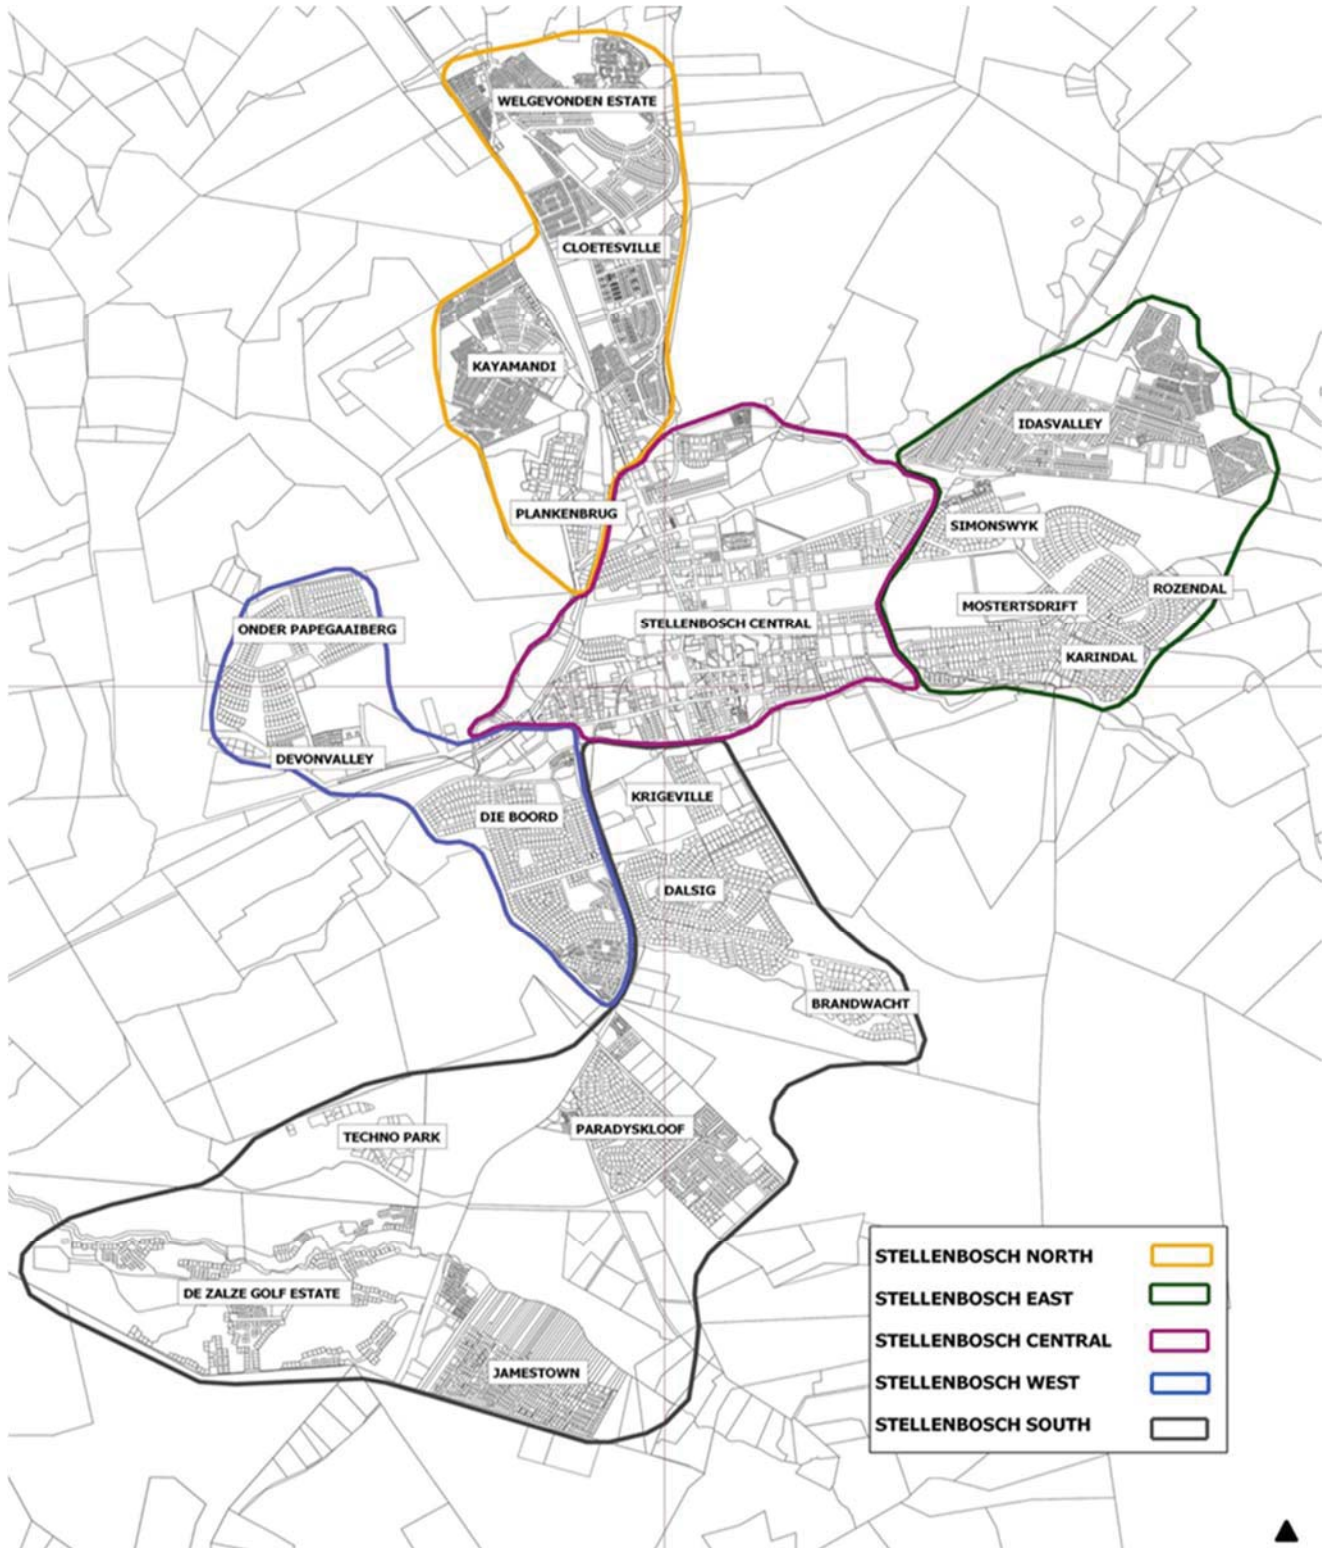 WELGEVONDEN ESTATE
CLOETESVILLE
KAYAMANDI
IDASVALLEY
PLANKENBRUG
SIMONSWYK
ROZENDAL
MOSTERTSDRIFT
STELLENBOSCH CENTRAL
ONDER PAPEGAAIBERG
KARINDAL
DEVONVALLEY
KRIGEVILLE
DIE BOORD
DALSIG
BRANDWACHT
PARADYSKLOOF
TECHNO PARK
DE ZALZE GOLF ESTATE
JAMESTOWN
STELLENBOSCH NORTH
STELLENBOSCH EAST
STELLENBOSCH CENTRAL
STELLENBOSCH WEST
STELLENBOSCH SOUTH